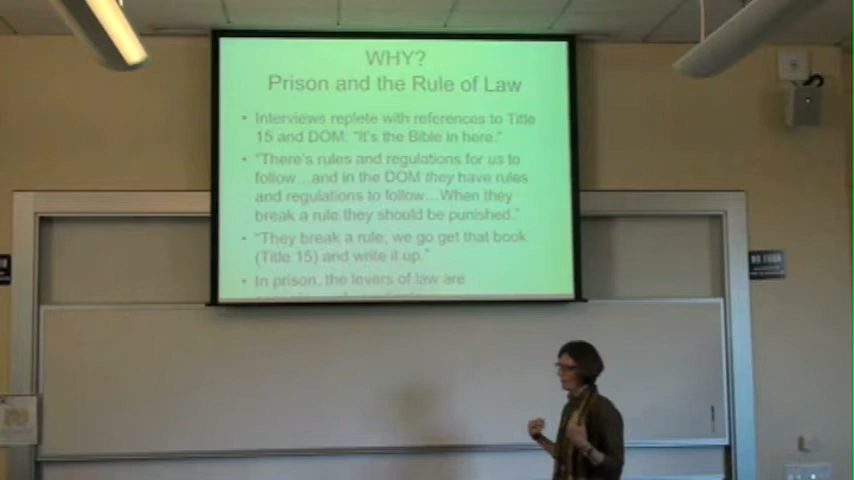 WHY?
Prison and the Rule of Law
• Interviews replete with references to Title
15 and DOM: "It's the Bible in here."
• "There's rules and regulations for us to
follow…and in the DOM they have rules
and regulations to follow…When they
break a rule they should be punished."
• "They break a rule, we go get that book
(Title 15) and write it up."
• In prison, the levers of law are
NO FOOD